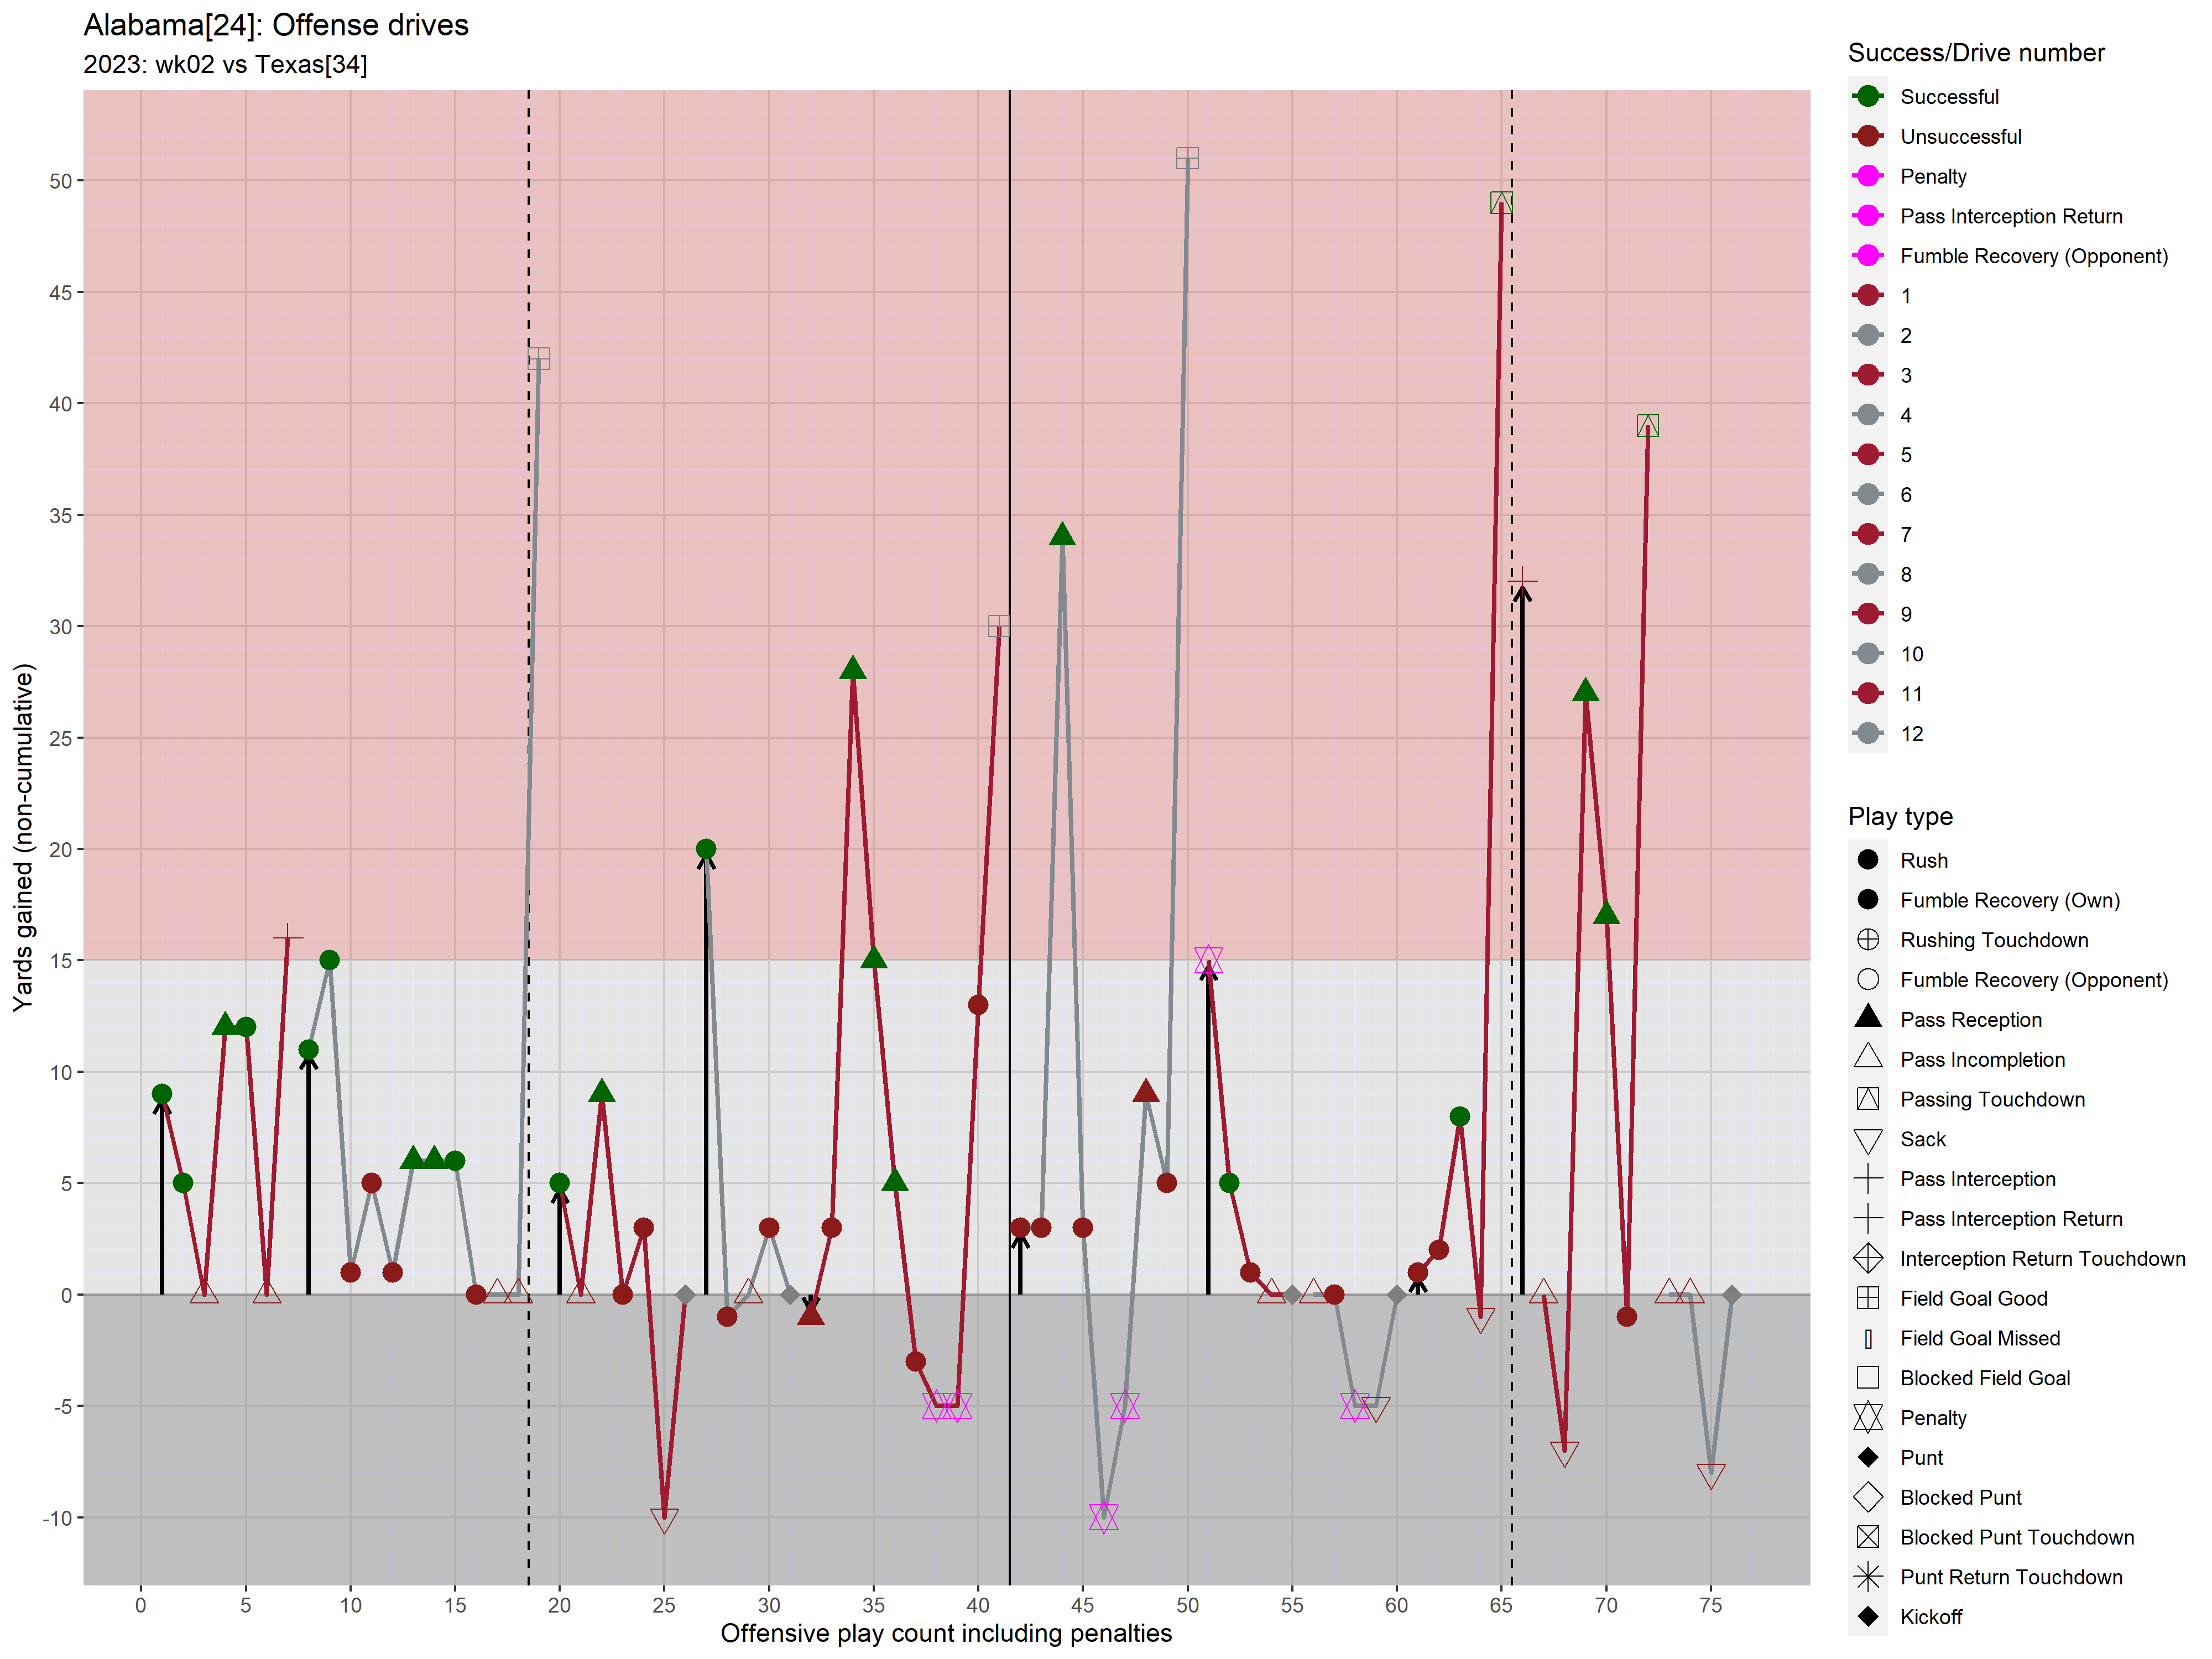 Alabama[24]: Offense drives
2023: wk02 vs Texas[34]
Yards gained (non-cumulative)
50
45
40
35
30
25
20
15
10
5
0
-5
-10
0 5 10 15 20 25 30 35 40 45 50 55 60 65 70 75
Offensive play count including penalties
Success/Drive number
Successful
Unsuccessful
Penalty
Pass Interception Return
Fumble Recovery (Opponent)
1
2
3
4
5
6
7
8
9
10
11
12
Play type
Rush
Fumble Recovery (Own)
Rushing Touchdown
Fumble Recovery (Opponent)
Pass Reception
Pass Incompletion
Passing Touchdown
Sack
Pass Interception
Pass Interception Return
Interception Return Touchdown
Field Goal Good
Field Goal Missed
Blocked Field Goal
Penalty
Punt
Blocked Punt
Blocked Punt Touchdown
Punt Return Touchdown
Kickoff